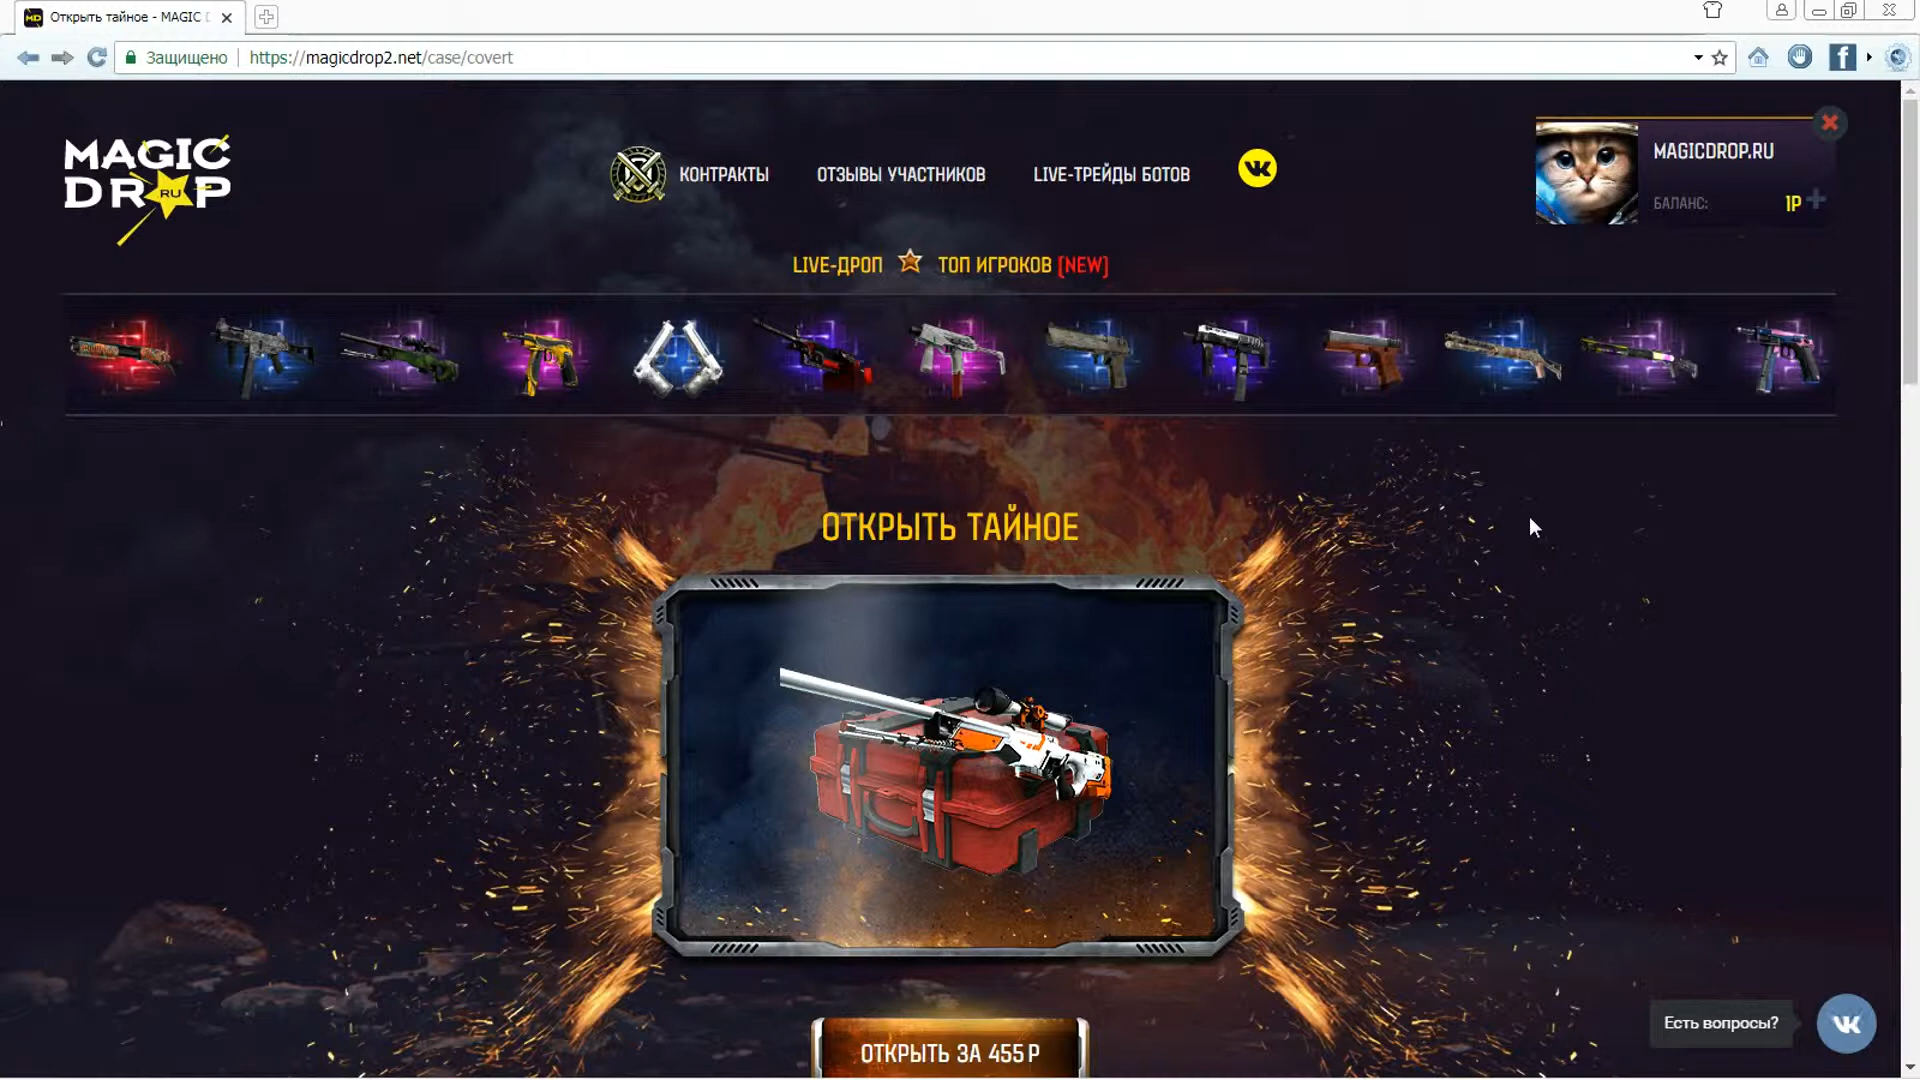 Открыть тайное - MAGIC
Защищено
https://magicdrop2.net/case/covert
MAGIC
DROP
RU
КОНТРАКТЫ
ОТЗЫВЫ УЧАСТНИКОВ
LIVE-ТРЕЙДЫ БОТОВ
MAGICDROP.RU
БАЛАНС:
1Р
LIVE-ДРОП
ТОП ИГРОКОВ [NEW]
ОТКРЫТЬ ТАЙНОЕ
ОТКРЫТЬ ЗА 455 Р
Есть вопросы?